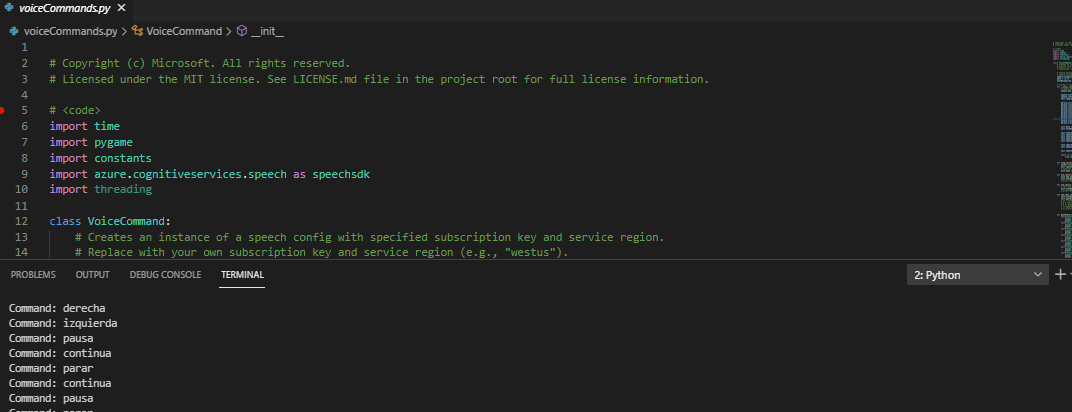 voiceCommands.py
voiceCommands.py > VoiceCommand > __init__
1
2 # Copyright (c) Microsoft. All rights reserved.
3 # Licensed under the MIT license. See LICENSE.md file in the project root for full license information.
4
5 # <code>
6 import time
7 import pygame
8 import constants
9 import azure.cognitiveservices.speech as speechsdk
10 import threading
11
12 class VoiceCommand:
13 # Creates an instance of a speech config with specified subscription key and service region.
14 # Replace with your own subscription key and service region (e.g., "westus").
PROBLEMS OUTPUT DEBUG CONSOLE TERMINAL 2: Python
Command: derecha
Command: izquierda
Command: pausa
Command: continua
Command: parar
Command: continua
Command: pausa